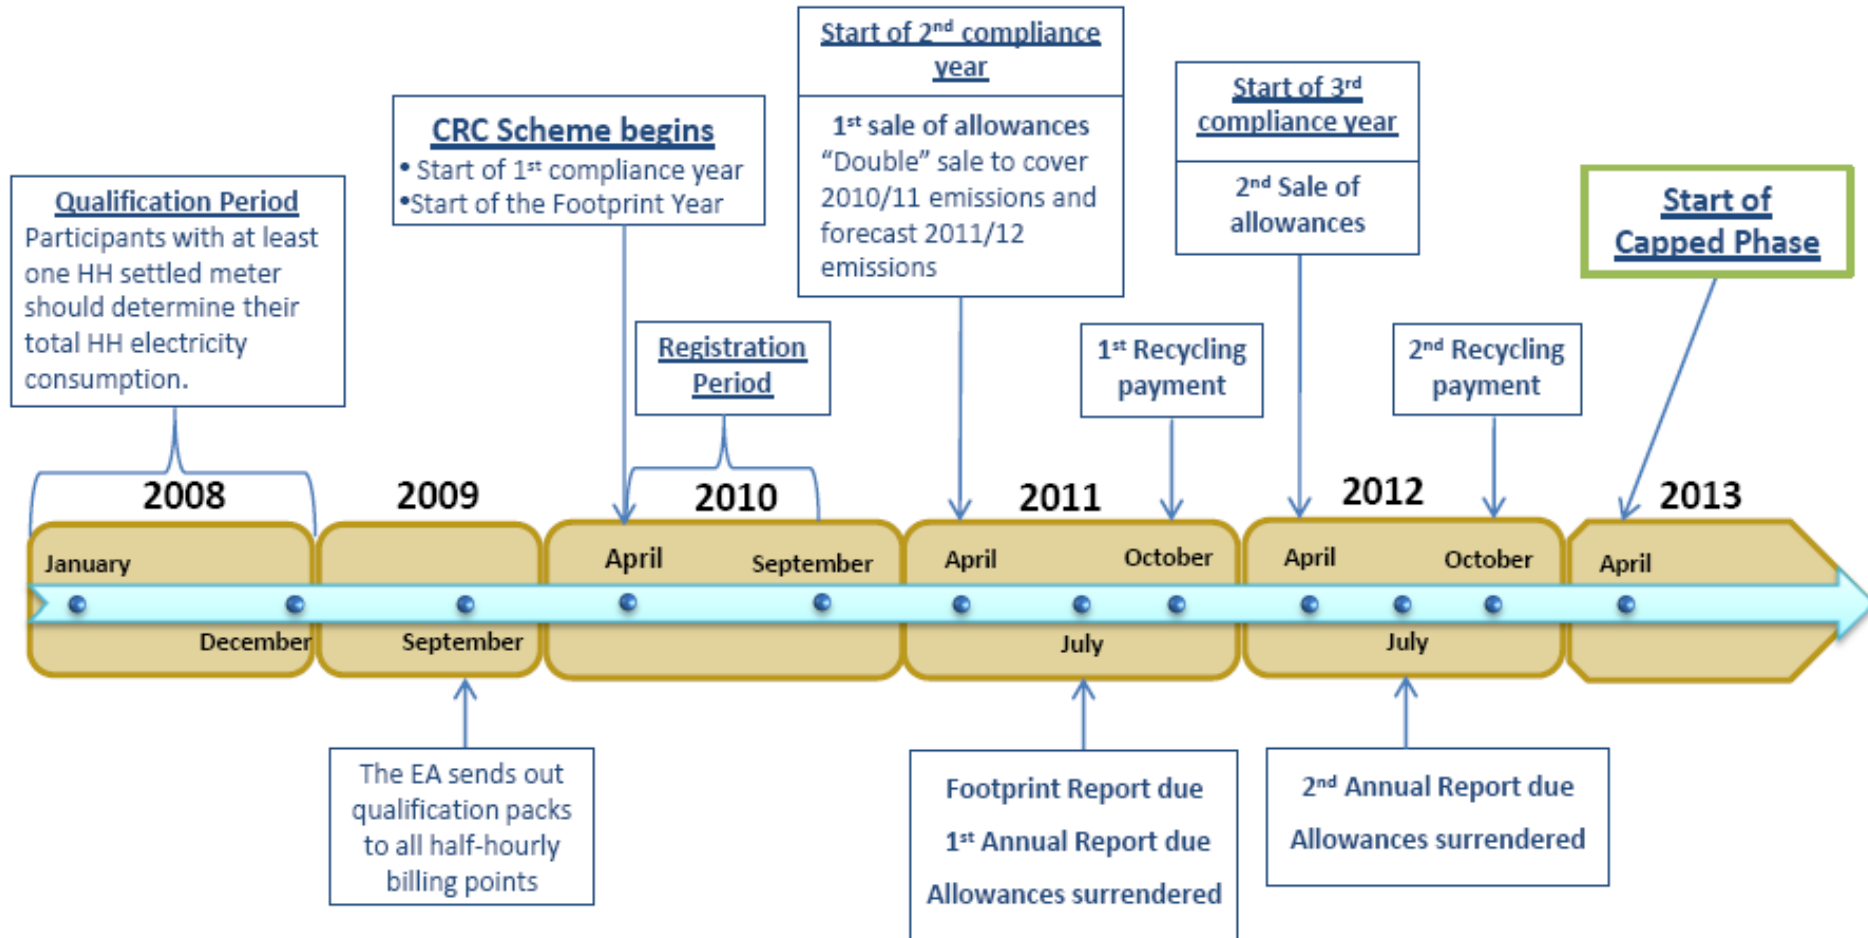 Start of 2nd compliance
year
1st sale of allowances
“Double” sale to cover
2010/11 emissions and
forecast 2011/12
emissions
Start of 3rd
compliance year
2nd Sale of
allowances
CRC Scheme begins
• Start of 1st compliance year
•Start of the Footprint Year
Qualification Period
Participants with at least
one HH settled meter
should determine their
total HH electricity
consumption.
Start of
Capped Phase
Registration
Period
1st Recycling
payment
2nd Recycling
payment
2008
2009
2010
2011
2012
2013
January
April
September
April
October
April
October
April
December
September
July
July
The EA sends out
qualification packs
to all half-hourly
billing points
Footprint Report due
1st Annual Report due
Allowances surrendered
2nd Annual Report due
Allowances surrendered